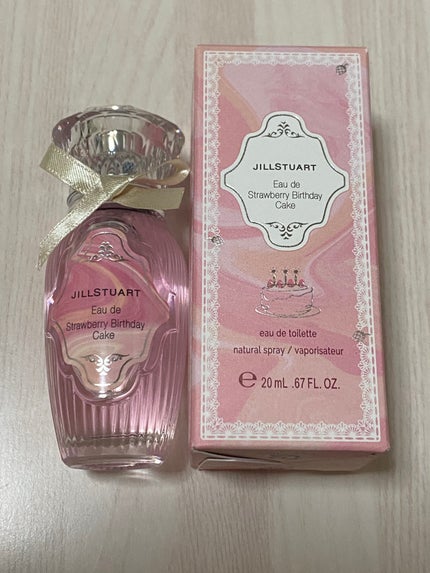 JILLSTUART
Eau de
Strawberry Birthday
Cake
JILLSTUART
Eau de
Strawberry Birthday
Cake
eau de toilette
natural spray / vaporisateur
℮ 20 mL .67 FL. OZ.